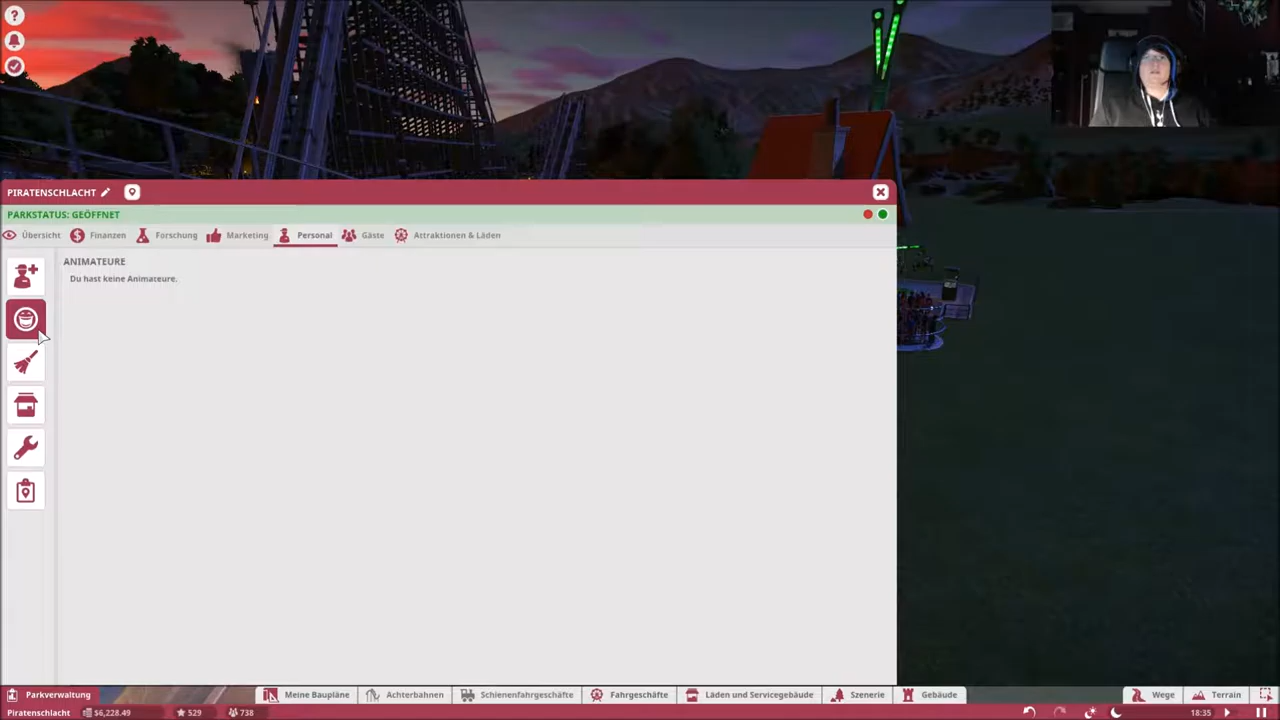 PIRATENSCHLACHT
PARKSTATUS: GEÖFFNET
Übersicht Finanzen Forschung Marketing Personal Gäste Attraktionen & Läden
ANIMATEURE
Du hast keine Animateure.
Parkverwaltung Meine Baupläne Achterbahnen Schienenfahrgeschäfte Fahrgeschäfte Läden und Servicegebäude Szenerie Gebäude Wege Terrain
Piratenschlacht $6,228.49 529 738 18:35